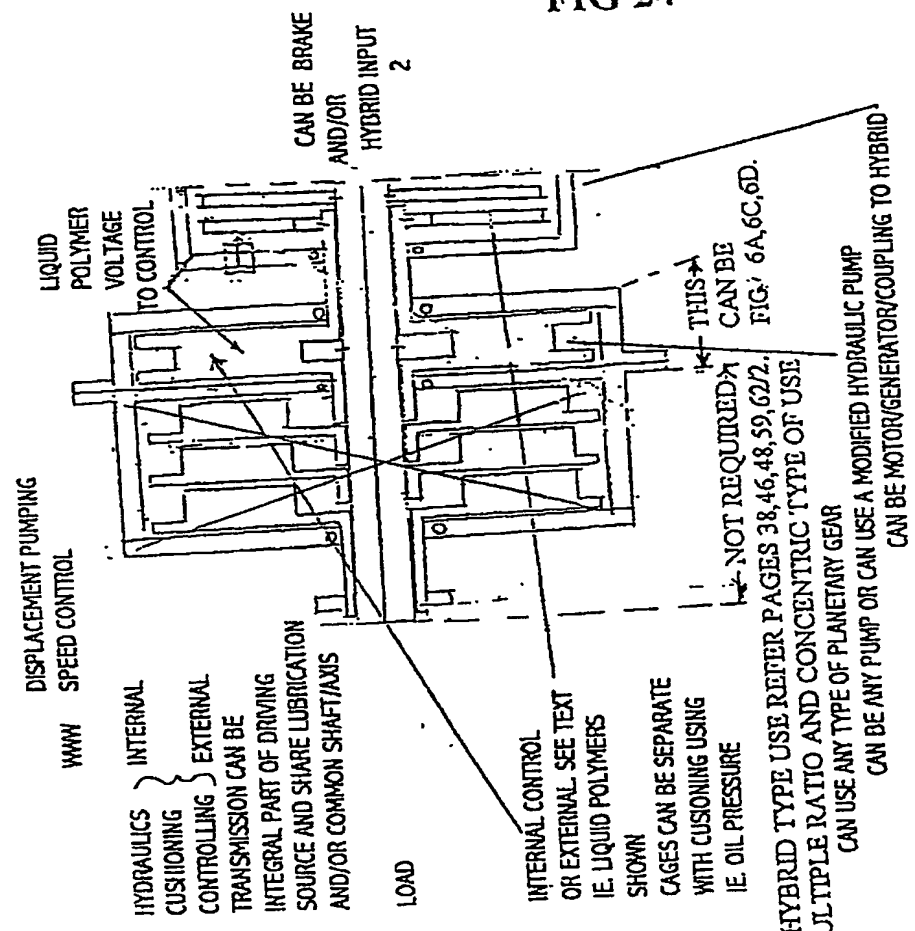 FIG 2
DISPLACEMENT PUMPING
WWW SPEED CONTROL
HYDRAULICS
CUSHIONING
CONTROLLING
INTERNAL
EXTERNAL
TRANSMISSION CAN BE
INTEGRAL PART OF DRIVING
SOURCE AND SHARE LUBRICATION
AND/OR COMMON SHAFT/AXIS
LOAD
LIQUID
POLYMER
VOLTAGE
TO CONTROL
CAN BE BRAKE
AND/OR
HYBRID INPUT
2
INTERNAL CONTROL
OR EXTERNAL. SEE TEXT
IE. LIQUID POLYMERS
SHOWN
CAGES CAN BE SEPARATE
WITH CUSIONING USING
IE. OIL PRESSURE
NOT REQUIRED
THIS
CAN BE
FIG. 6A,6C,6D.
HYBRID TYPE USE REFER PAGES 38,46,48,59,62/2.
ULTIPLE RATIO AND CONCENTRIC TYPE OF USE
CAN USE ANY TYPE OF PLANETARY GEAR
CAN BE ANY PUMP OR CAN USE A MODIFIED HYDRAULIC PUMP
CAN BE MOTOR/GENERATOR/COUPLING TO HYBRID